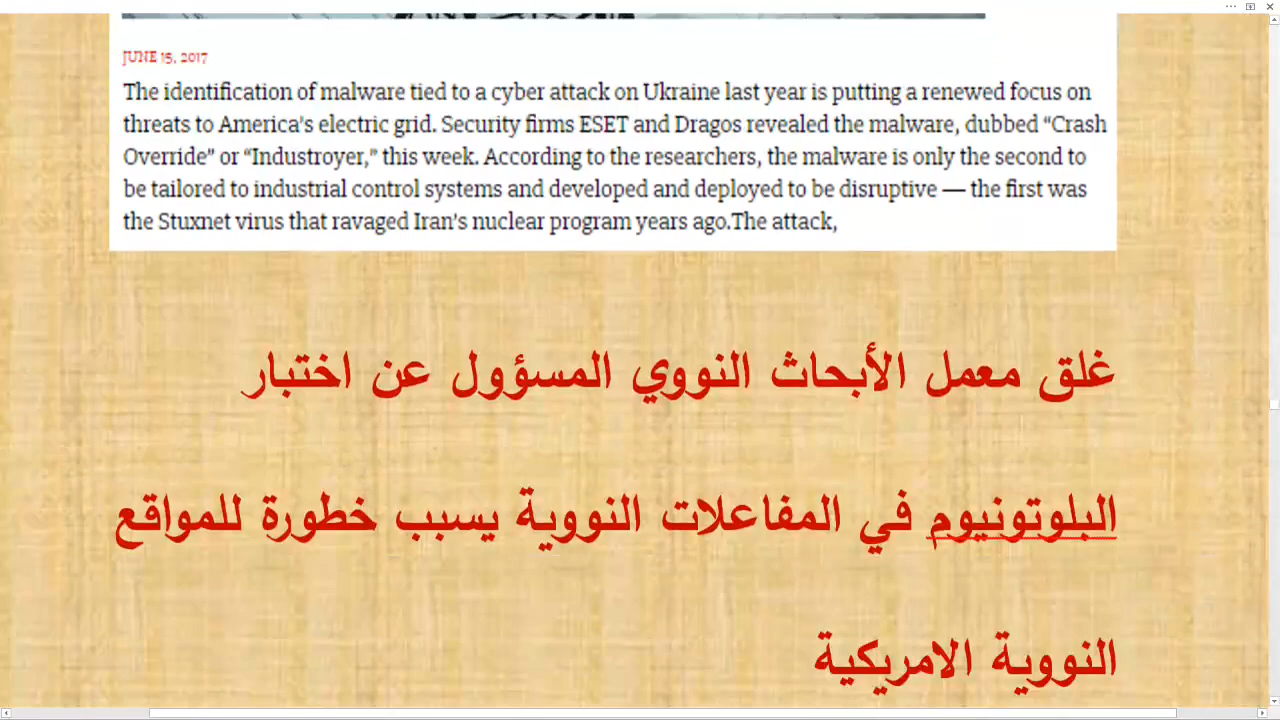 JUNE 15, 2017
The identification of malware tied to a cyber attack on Ukraine last year is putting a renewed focus on
threats to America's electric grid. Security firms ESET and Dragos revealed the malware, dubbed “Crash
Override” or “Industroyer,” this week. According to the researchers, the malware is only the second to
be tailored to industrial control systems and developed and deployed to be disruptive — the first was
the Stuxnet virus that ravaged Iran's nuclear program years ago.The attack,
غلق معمل الأبحاث النووي المسؤول عن اختبار
البلوتونيوم في المفاعلات النووية يسبب خطورة للمواقع
النووية الامريكية